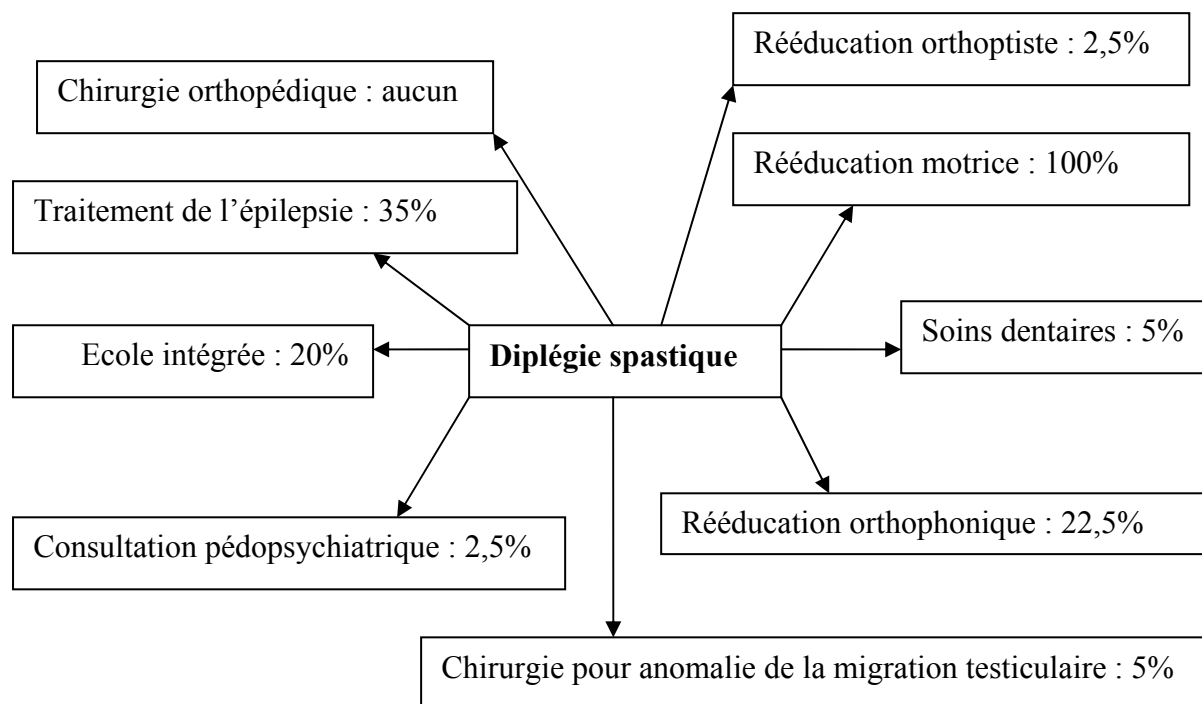 Rééducation orthoptiste : 2,5%
Chirurgie orthopédique : aucun
Rééducation motrice : 100%
Traitement de l’épilepsie : 35%
Ecole intégrée : 20%
Diplégie spastique
Soins dentaires : 5%
Consultation pédopsychiatrique : 2,5%
Rééducation orthophonique : 22,5%
Chirurgie pour anomalie de la migration testiculaire : 5%